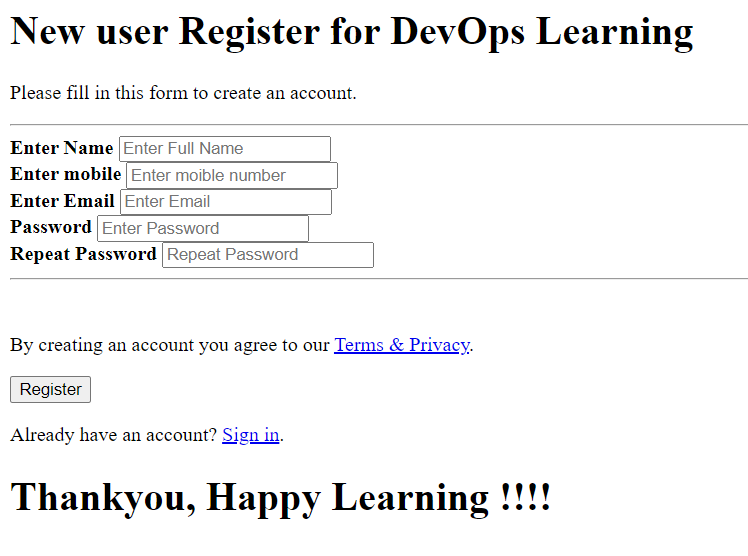 New user Register for DevOps Learning
Please fill in this form to create an account.
Enter Name Enter Full Name
Enter mobile Enter moible number
Enter Email Enter Email
Password Enter Password
Repeat Password Repeat Password
By creating an account you agree to our Terms & Privacy.
Register
Already have an account? Sign in.
Thankyou, Happy Learning !!!!